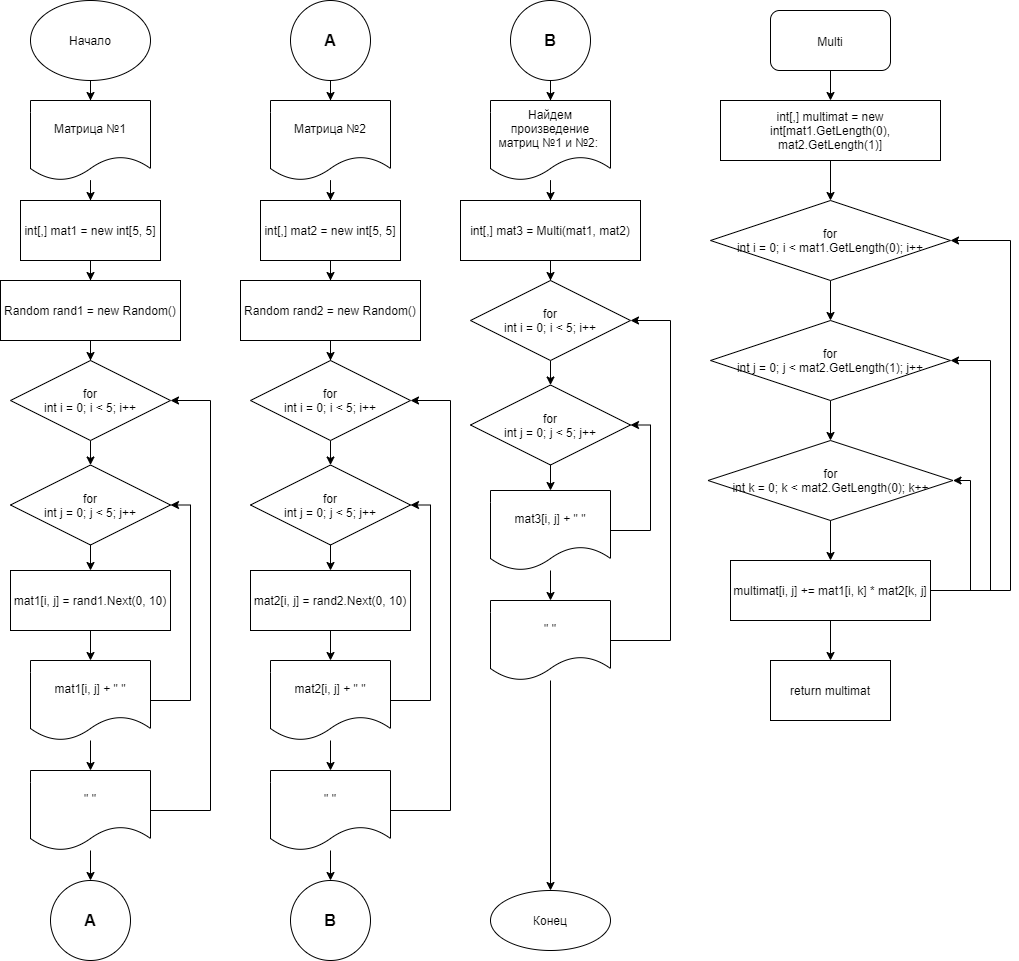 Начало
Матрица №1
int[,] mat1 = new int[5, 5]
Random rand1 = new Random()
for
int i = 0; i < 5; i++
for
int j = 0; j < 5; j++
mat1[i, j] = rand1.Next(0, 10)
mat1[i, j] + " "
" "
A
A
Матрица №2
int[,] mat2 = new int[5, 5]
Random rand2 = new Random()
for
int i = 0; i < 5; i++
for
int j = 0; j < 5; j++
mat2[i, j] = rand2.Next(0, 10)
mat2[i, j] + " "
" "
B
B
Найдем
произведение
матриц №1 и №2:
int[,] mat3 = Multi(mat1, mat2)
for
int i = 0; i < 5; i++
for
int j = 0; j < 5; j++
mat3[i, j] + " "
" "
Конец
Multi
int[,] multimat = new
int[mat1.GetLength(0),
mat2.GetLength(1)]
for
int i = 0; i < mat1.GetLength(0); i++
for
int j = 0; j < mat2.GetLength(1); j++
for
int k = 0; k < mat2.GetLength(0); k++
multimat[i, j] += mat1[i, k] * mat2[k, j]
return multimat